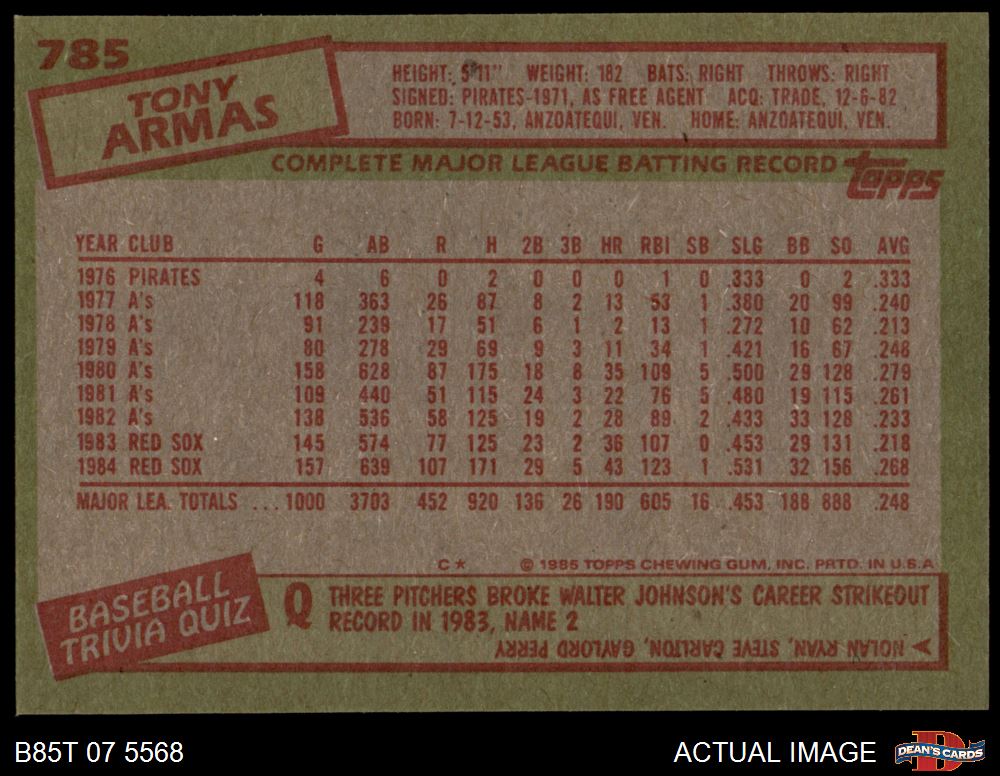 785
TONY
ARMAS
HEIGHT: 5'11" WEIGHT: 182 BATS: RIGHT THROWS: RIGHT
SIGNED: PIRATES-1971, AS FREE AGENT ACQ: TRADE, 12-6-82
BORN: 7-12-53, ANZOATEQUI, VEN. HOME: ANZOATEQUI, VEN.
COMPLETE MAJOR LEAGUE BATTING RECORD
topps
YEAR CLUB G AB R H 2B 3B HR RBI SB SLG BB SO AVG
1976 PIRATES 4 6 0 2 0 0 0 1 0 .333 0 2 .333
1977 A's 118 363 26 87 8 2 13 53 1 .380 20 99 .240
1978 A's 91 239 17 51 6 1 2 13 1 .272 10 62 .213
1979 A's 80 278 29 69 9 3 11 34 1 .421 16 67 .248
1980 A's 158 628 87 175 18 8 35 109 5 .500 29 128 .279
1981 A's 109 440 51 115 24 3 22 76 5 .480 19 115 .261
1982 A's 138 536 58 125 19 2 28 89 2 .433 33 128 .233
1983 RED SOX 145 574 77 125 23 2 36 107 0 .453 29 131 .218
1984 RED SOX 157 639 107 171 29 5 43 123 1 .531 32 156 .268
MAJOR LEA. TOTALS ... 1000 3703 452 920 136 26 190 605 16 .453 188 888 .248
C* © 1985 TOPPS CHEWING GUM, INC. PRTD. IN U.S.A
BASEBALL
TRIVIA QUIZ
Q THREE PITCHERS BROKE WALTER JOHNSON'S CAREER STRIKEOUT
RECORD IN 1983, NAME 2
NOLAN RYAN, STEVE CARLTON, GAYLORD PERRY
B85T 07 5568
ACTUAL IMAGE
D
DEAN'S CARDS